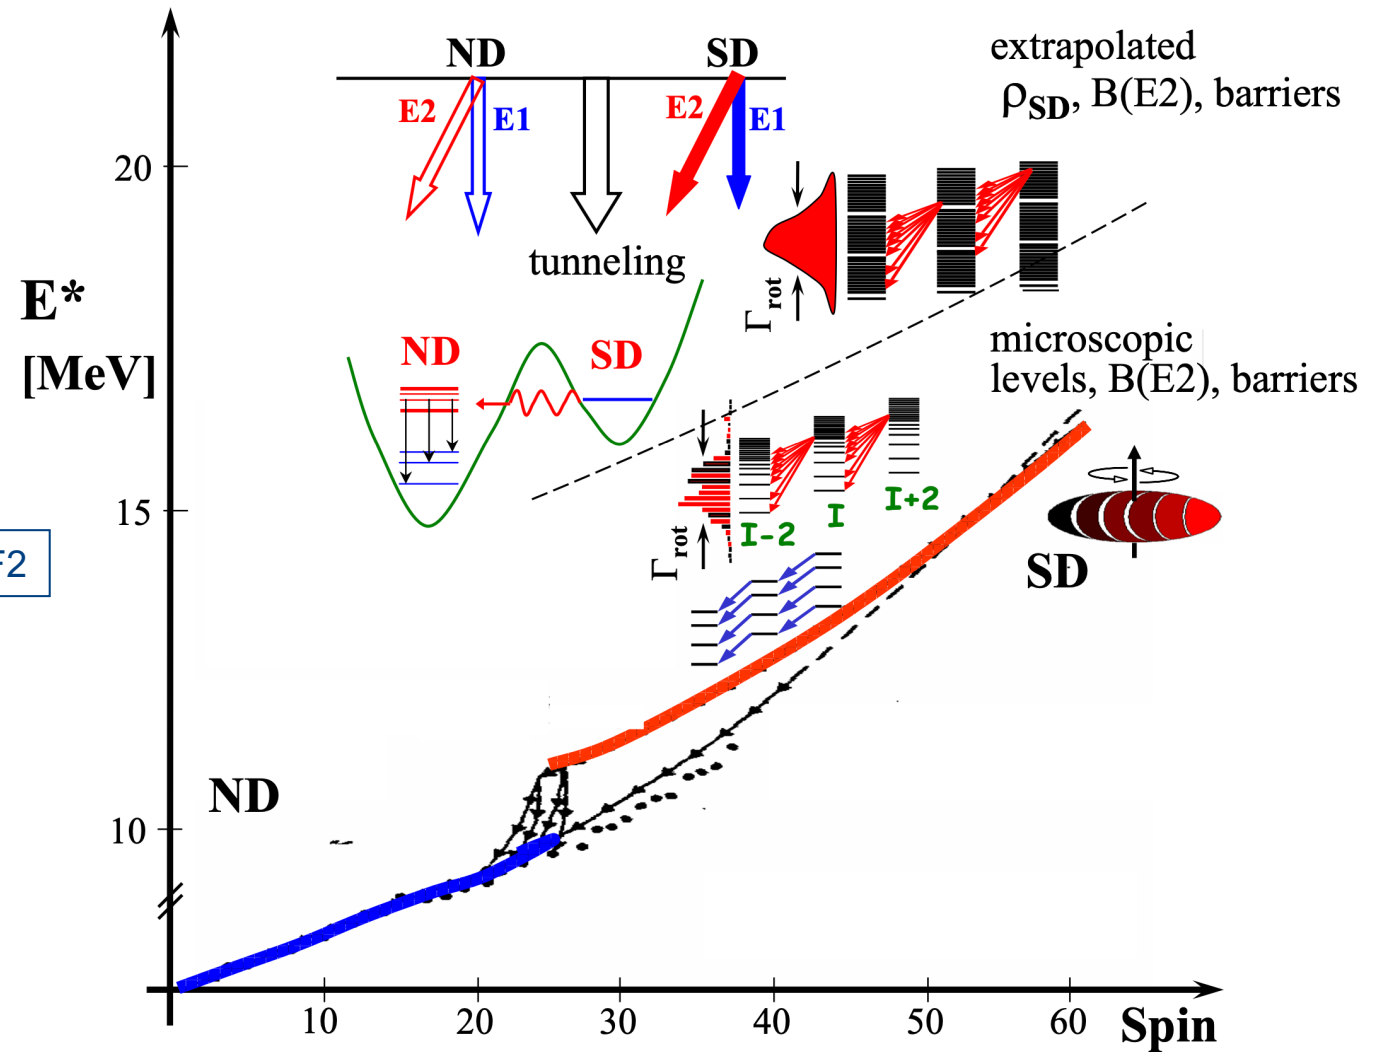 ND
SD
extrapolated
ρSD, B(E2), barriers
E2
E1
E2
E1
20
tunneling
E*
[MeV]
Γrot
microscopic
levels, B(E2), barriers
ND
SD
15
I-2
I
I+2
Γrot
F2
SD
ND
10
10
20
30
40
50
60
Spin